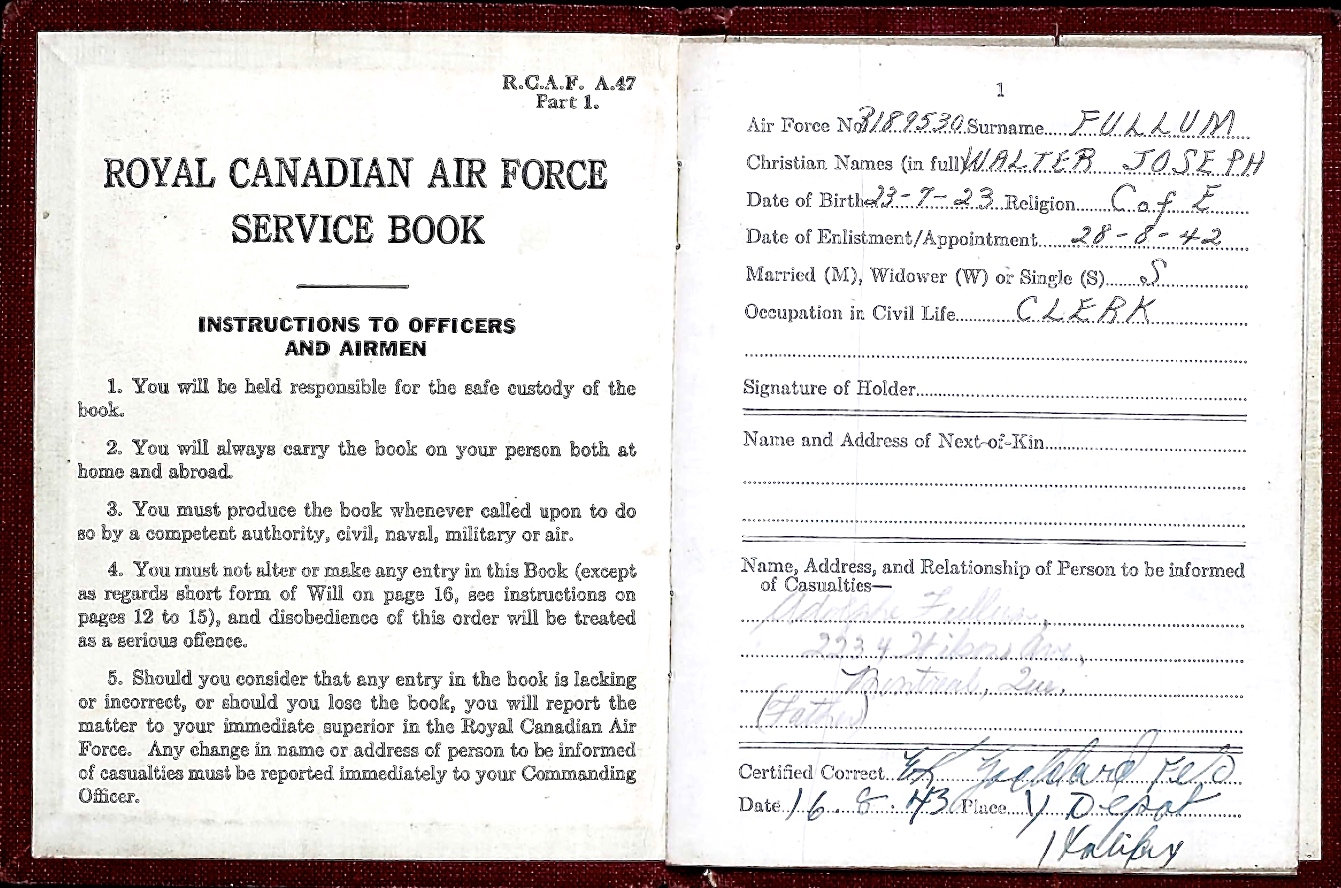 R.C.A.F. A.47
Part 1.
ROYAL CANADIAN AIR FORCE
SERVICE BOOK
INSTRUCTIONS TO OFFICERS
AND AIRMEN
1. You will be held responsible for the safe custody of the
book.
2. You will always carry the book on your person both at
home and abroad.
3. You must produce the book whenever called upon to do
so by a competent authority, civil, naval, military or air.
4. You must not alter or make any entry in this Book (except
as regards short form of Will on page 16, see instructions on
pages 12 to 15), and disobedience of this order will be treated
as a serious offence.
5. Should you consider that any entry in the book is lacking
or incorrect, or should you lose the book, you will report the
matter to your immediate superior in the Royal Canadian Air
Force. Any change in name or address of person to be informed
of casualties must be reported immediately to your Commanding
Officer.
1
Air Force No. R189530 Surname FULLUM
Christian Names (in full) WALTER JOSEPH
Date of Birth 23-7-23 Religion C of E
Date of Enlistment/Appointment 28-8-42
Married (M), Widower (W) or Single (S) S
Occupation in Civil Life CLERK
Signature of Holder
Name and Address of Next-of-Kin
Name, Address, and Relationship of Person to be informed
of Casualties—
Fullum,
2234 Wilson Ave.,
Montreal, Que.
(Father)
Certified Correct
Date 16.8.43 Place Y Depot
Halifax